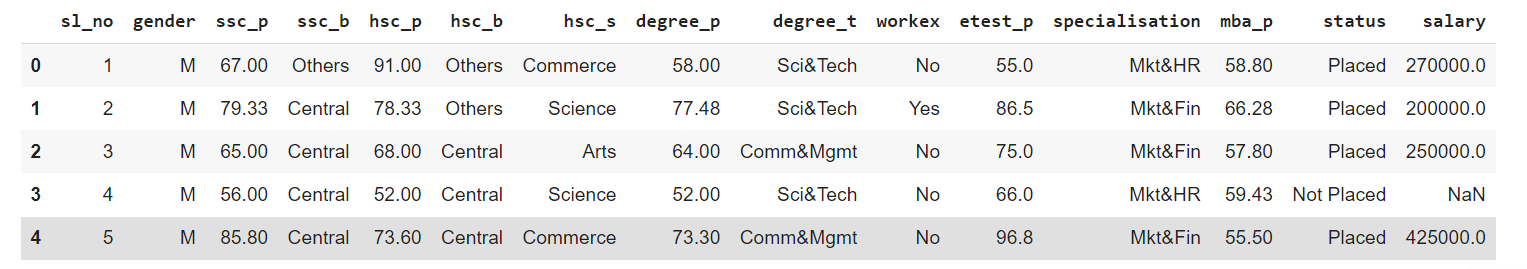 sl_no gender ssc_p ssc_b hsc_p hsc_b hsc_s degree_p degree_t workex etest_p specialisation mba_p status salary
0 1 M 67.00 Others 91.00 Others Commerce 58.00 Sci&Tech No 55.0 Mkt&HR 58.80 Placed 270000.0
1 2 M 79.33 Central 78.33 Others Science 77.48 Sci&Tech Yes 86.5 Mkt&Fin 66.28 Placed 200000.0
2 3 M 65.00 Central 68.00 Central Arts 64.00 Comm&Mgmt No 75.0 Mkt&Fin 57.80 Placed 250000.0
3 4 M 56.00 Central 52.00 Central Science 52.00 Sci&Tech No 66.0 Mkt&HR 59.43 Not Placed NaN
4 5 M 85.80 Central 73.60 Central Commerce 73.30 Comm&Mgmt No 96.8 Mkt&Fin 55.50 Placed 425000.0